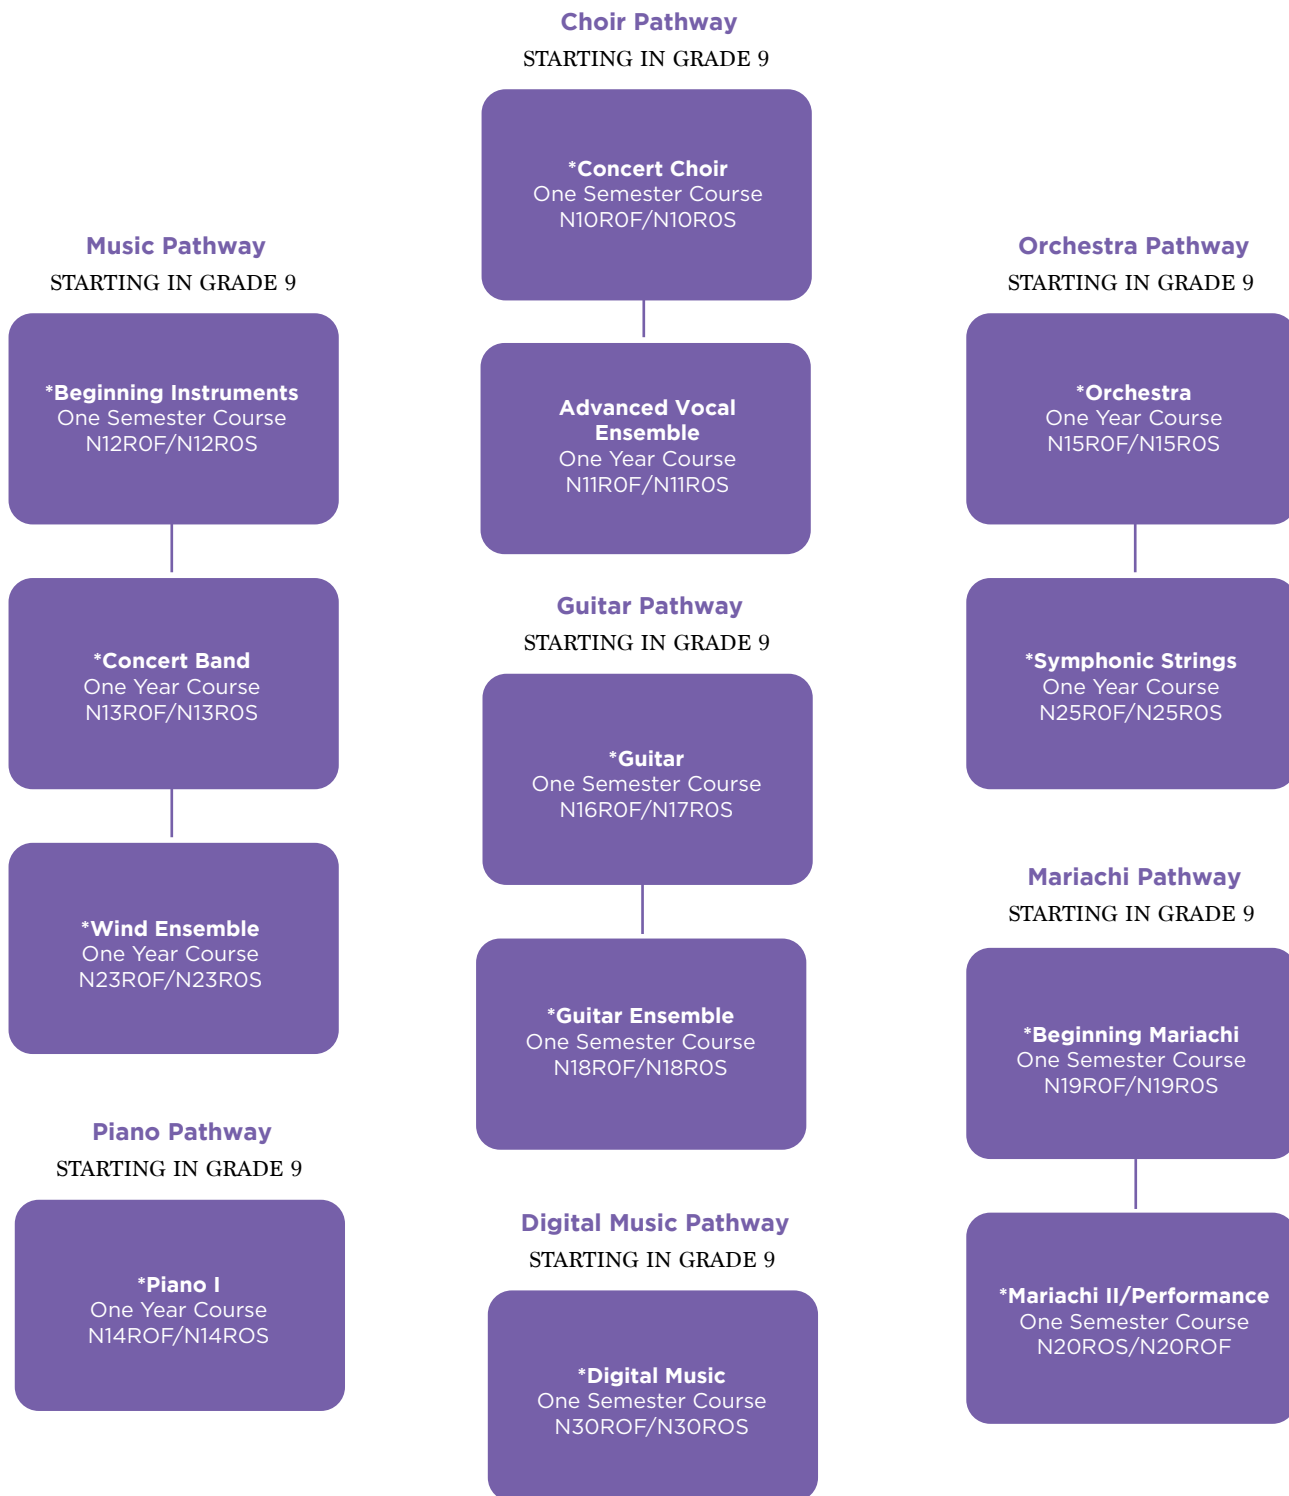 Choir Pathway
STARTING IN GRADE 9
*Concert Choir
One Semester Course
N10R0F/N10R0S
Advanced Vocal
Ensemble
One Year Course
N11R0F/N11R0S
Music Pathway
STARTING IN GRADE 9
*Beginning Instruments
One Semester Course
N12R0F/N12R0S
*Concert Band
One Year Course
N13R0F/N13R0S
*Wind Ensemble
One Year Course
N23R0F/N23R0S
Orchestra Pathway
STARTING IN GRADE 9
*Orchestra
One Year Course
N15R0F/N15R0S
*Symphonic Strings
One Year Course
N25R0F/N25R0S
Guitar Pathway
STARTING IN GRADE 9
*Guitar
One Semester Course
N16R0F/N17R0S
*Guitar Ensemble
One Semester Course
N18R0F/N18R0S
Mariachi Pathway
STARTING IN GRADE 9
*Beginning Mariachi
One Semester Course
N19R0F/N19R0S
*Mariachi II/Performance
One Semester Course
N20ROS/N20ROF
Piano Pathway
STARTING IN GRADE 9
*Piano I
One Year Course
N14ROF/N14ROS
Digital Music Pathway
STARTING IN GRADE 9
*Digital Music
One Semester Course
N30ROF/N30ROS